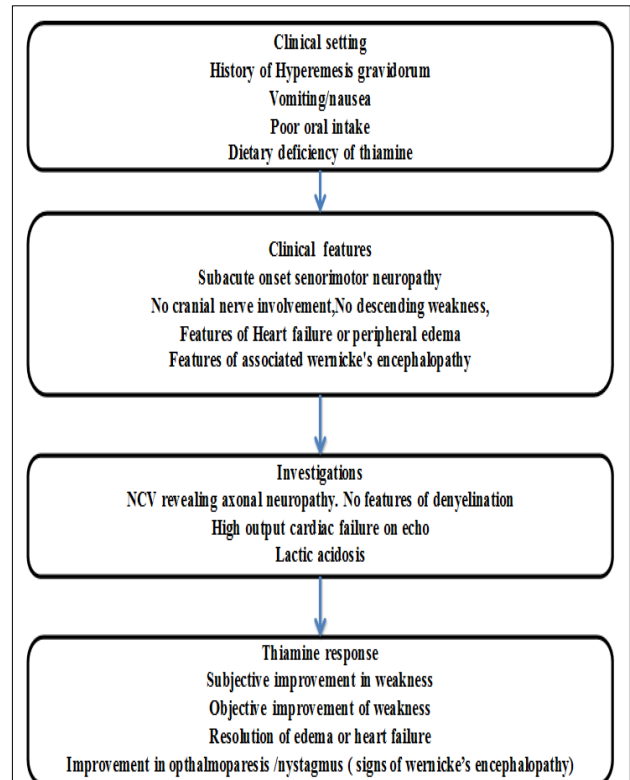 Clinical setting
History of Hyperemesis gravidorum
Vomiting/nausea
Poor oral intake
Dietary deficiency of thiamine
Clinical features
Subacute onset senorimotor neuropathy
No cranial nerve involvement,No descending weakness,
Features of Heart failure or peripheral edema
Features of associated wernicke's encephalopathy
Investigations
NCV revealing axonal neuropathy. No features of denyelination
High output cardiac failure on echo
Lactic acidosis
Thiamine response
Subjective improvement in weakness
Objective improvement of weakness
Resolution of edema or heart failure
Improvement in opthalmoparesis /nystagmus ( signs of wernicke’s encephalopathy)